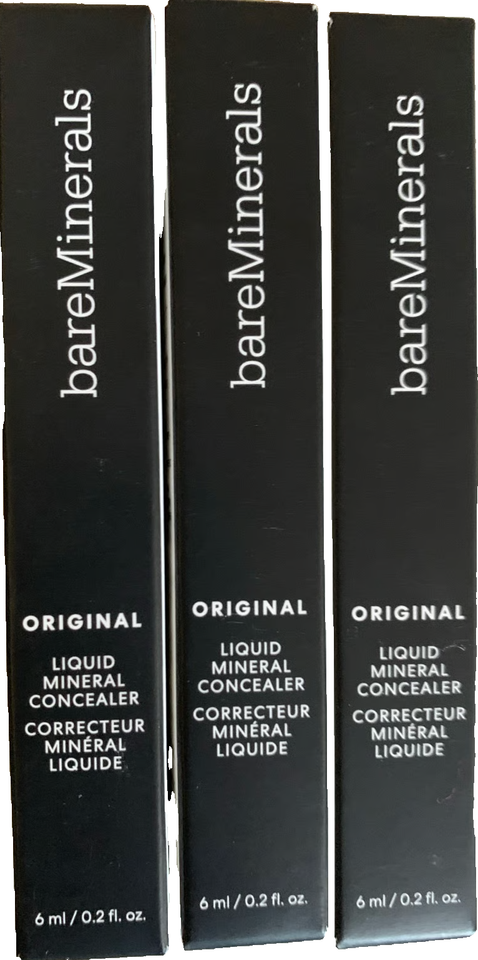 bareMinerals
ORIGINAL
LIQUID
MINERAL
CONCEALER
CORRECTEUR
MINÉRAL
LIQUIDE
6 ml / 0.2 fl. oz.
bareMinerals
ORIGINAL
LIQUID
MINERAL
CONCEALER
CORRECTEUR
MINÉRAL
LIQUIDE
6 ml / 0.2 fl. oz.
bareMinerals
ORIGINAL
LIQUID
MINERAL
CONCEALER
CORRECTEUR
MINÉRAL
LIQUIDE
6 ml / 0.2 fl. oz.